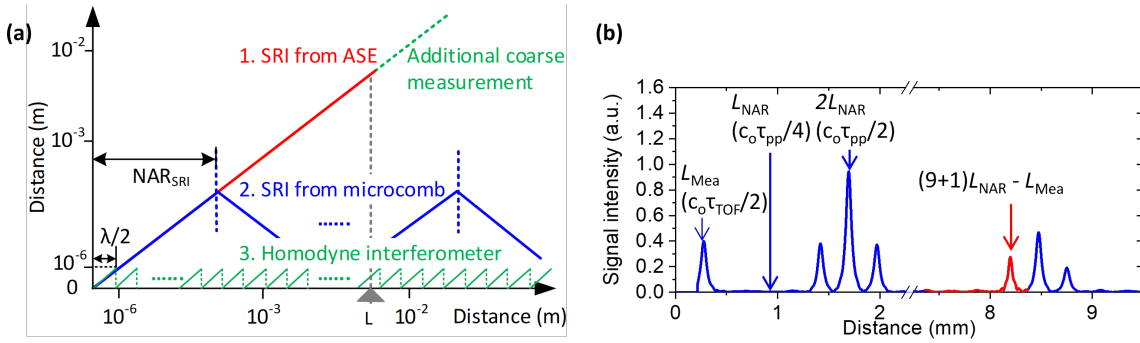 (a)
10⁻²
10⁻³
10⁻⁶
0
Distance (m)
1. SRI from ASE
Additional coarse
measurement
NAR_SRI
2. SRI from microcomb
λ/2
3. Homodyne interferometer
10⁻⁶
10⁻³
L
10⁻²
Distance (m)
(b)
1.6
1.4
1.2
1.0
0.8
0.6
0.4
0.2
0.0
Signal intensity (a.u.)
L_NAR
(c₀τ_pp/4)
2L_NAR
(c₀τ_pp/2)
L_Mea
(c₀τ_TOF/2)
(9+1)L_NAR - L_Mea
0
1
2
8
9
Distance (mm)